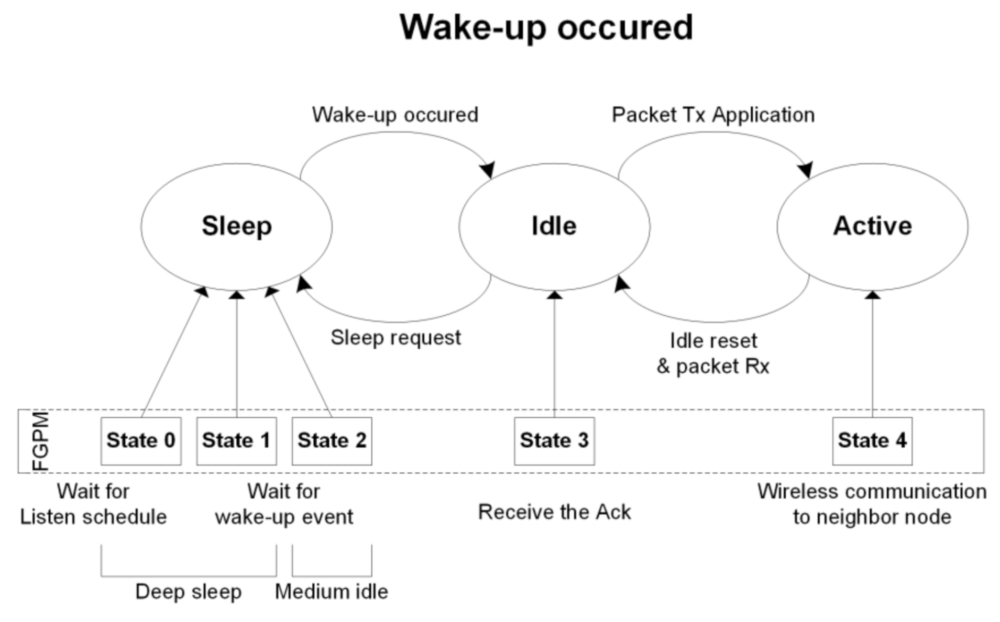 Wake-up occured
Wake-up occured
Packet Tx Application
Sleep
Idle
Active
Sleep request
Idle reset
& packet Rx
FGPM
State 0
State 1
State 2
State 3
State 4
Wait for
Listen schedule
Wait for
wake-up event
Receive the Ack
Wireless communication
to neighbor node
Deep sleep
Medium idle